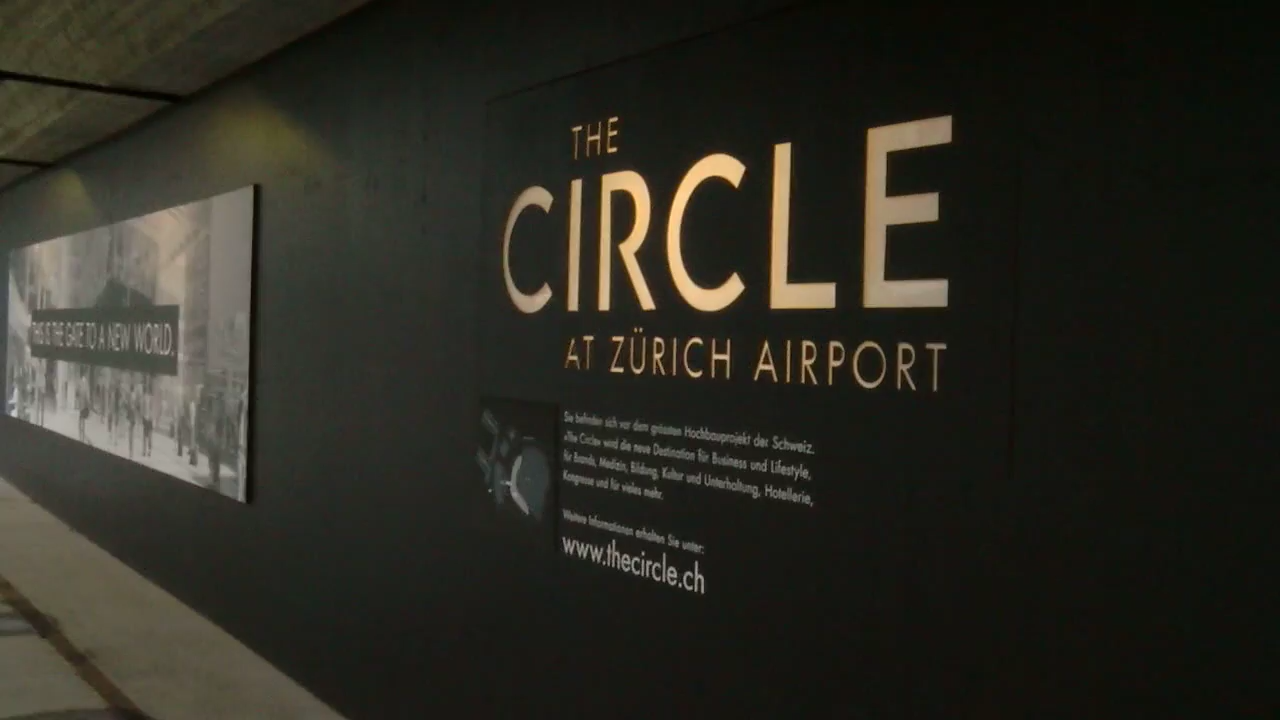 THIS IS THE GATE TO A NEW WORLD.
THE
CIRCLE
AT ZÜRICH AIRPORT
Sie befinden sich vor dem grössten Hochbauprojekt der Schweiz.
«The Circle» wird die neue Destination für Business und Lifestyle,
für Brands, Medizin, Bildung, Kultur und Unterhaltung, Hotellerie,
Kongresse und für vieles mehr.
Weitere Informationen erhalten Sie unter:
www.thecircle.ch